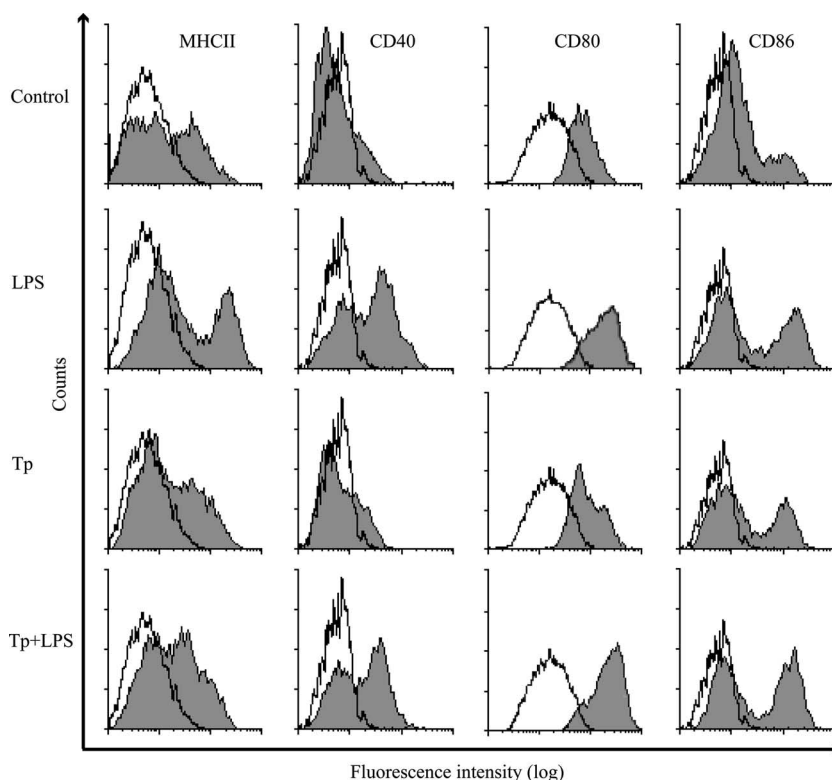 MHCII CD40 CD80 CD86
Control
LPS
Tp
Tp+LPS
Counts
Fluorescence intensity (log)